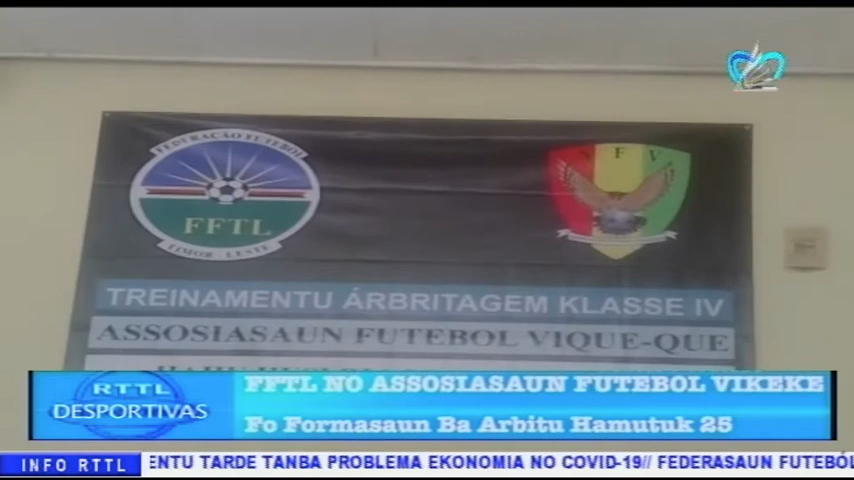 FEDERAÇÃO FUTEBOL
FFTL
TIMOR - LESTE
F V
TREINAMENTU ÁRBRITAGEM KLASSE IV
ASSOSIASAUN FUTEBOL VIQUE-QUE
RTTL
DESPORTIVAS
FFTL NO ASSOSIASAUN FUTEBOL VIKEKE
Fo Formasaun Ba Arbitu Hamutuk 25
INFO RTTL
ENTU TARDE TANBA PROBLEMA EKONOMIA NO COVID-19// FEDERASAUN FUTEBÓL